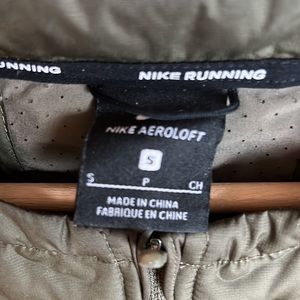 RUNNING
NIKE RUNNING
NIKE AEROLOFT
S
S P CH
MADE IN CHINA
FABRIQUE EN CHINE